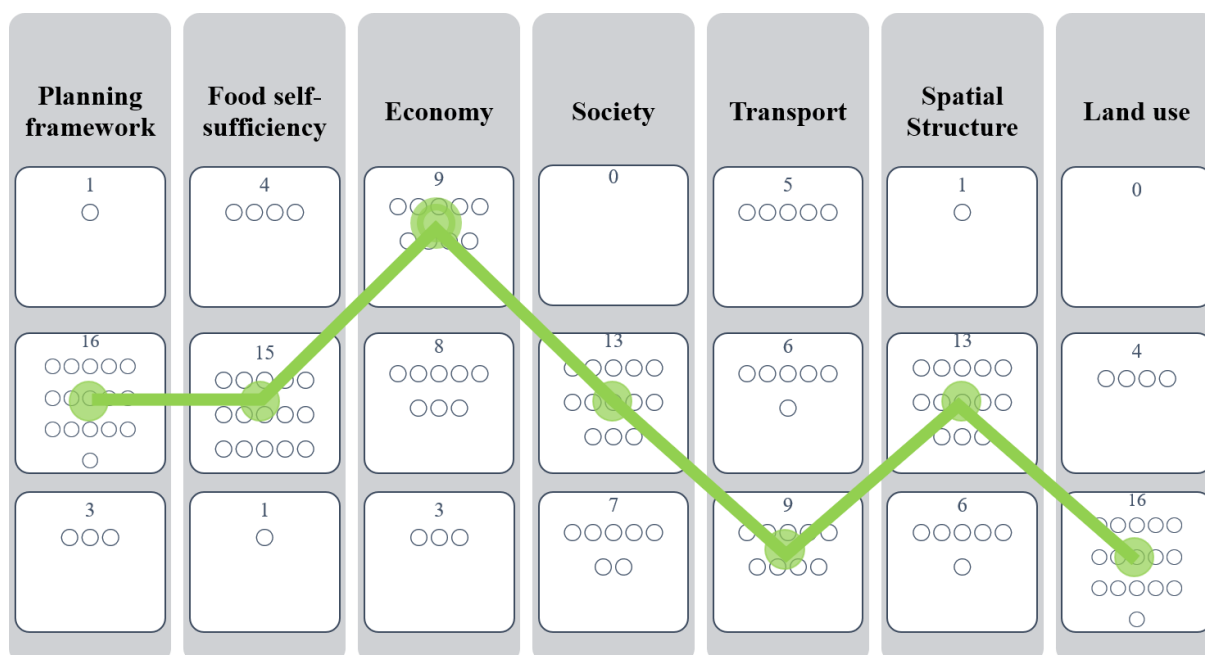 Planning
framework
Food self-
sufficiency
Economy
Society
Transport
Spatial
Structure
Land use
1
4
9
0
5
1
0
16
15
8
13
6
13
4
3
1
3
7
9
6
16